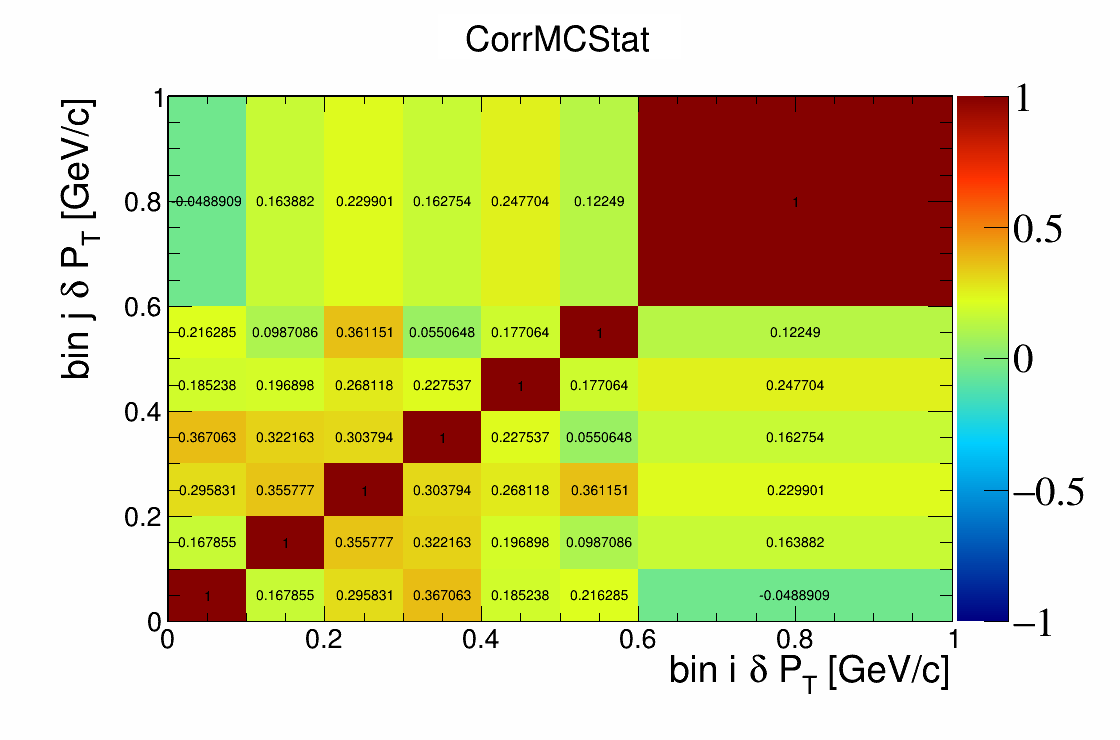 CorrMCStat
bin j δ P_T [GeV/c]
1
0.8
0.6
0.4
0.2
0
-0.0488909 0.163882 0.229901 0.162754 0.247704 0.12249 1
0.216285 0.0987086 0.361151 0.0550648 0.177064 1 0.12249
0.185238 0.196898 0.268118 0.227537 1 0.177064 0.247704
0.367063 0.322163 0.303794 1 0.227537 0.0550648 0.162754
0.295831 0.355777 1 0.303794 0.268118 0.361151 0.229901
0.167855 1 0.355777 0.322163 0.196898 0.0987086 0.163882
1 0.167855 0.295831 0.367063 0.185238 0.216285 -0.0488909
0 0.2 0.4 0.6 0.8 1
bin i δ P_T [GeV/c]
1
0.5
0
−0.5
−1